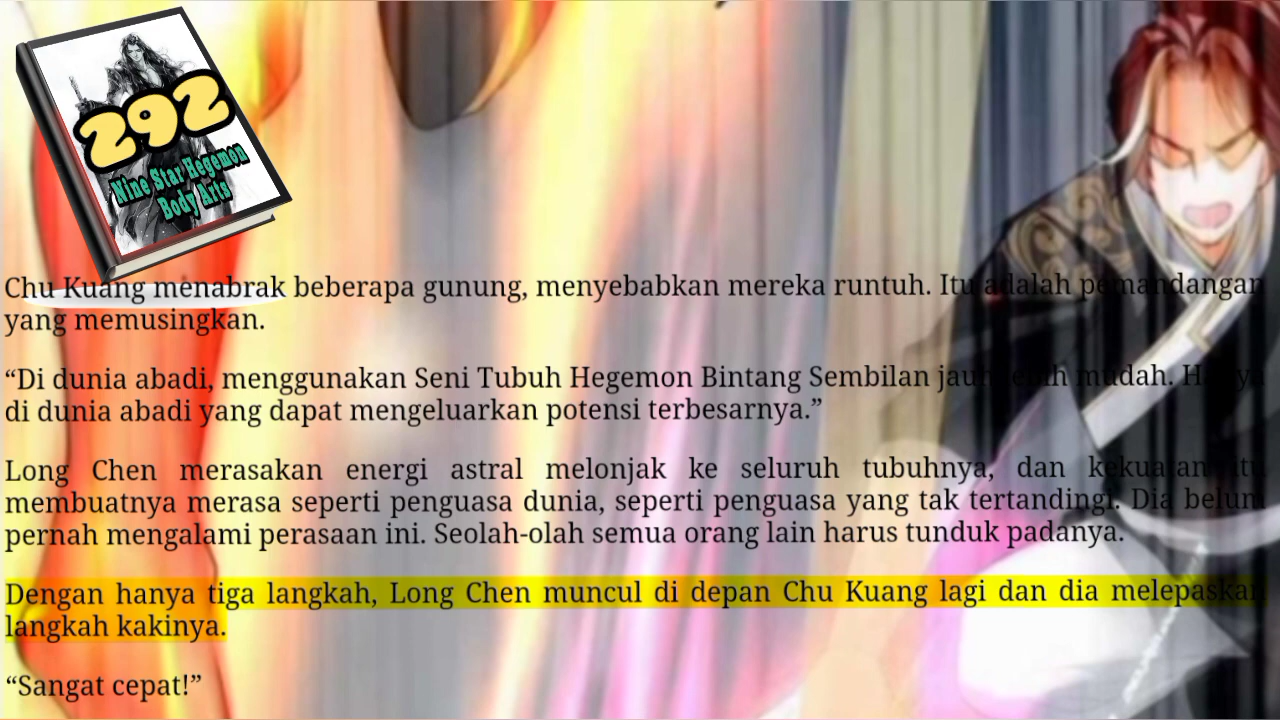 292
Nine Star Hegemon
Body Arts
Chu Kuang menabrak beberapa gunung, menyebabkan mereka runtuh. Itu adalah pemandangan
yang memusingkan.
“Di dunia abadi, menggunakan Seni Tubuh Hegemon Bintang Sembilan jauh lebih mudah. Hanya
di dunia abadi yang dapat mengeluarkan potensi terbesarnya.”
Long Chen merasakan energi astral melonjak ke seluruh tubuhnya, dan kekuatan itu
membuatnya merasa seperti penguasa dunia, seperti penguasa yang tak tertandingi. Dia belum
pernah mengalami perasaan ini. Seolah-olah semua orang lain harus tunduk padanya.
Dengan hanya tiga langkah, Long Chen muncul di depan Chu Kuang lagi dan dia melepaskan
langkah kakinya.
“Sangat cepat!”